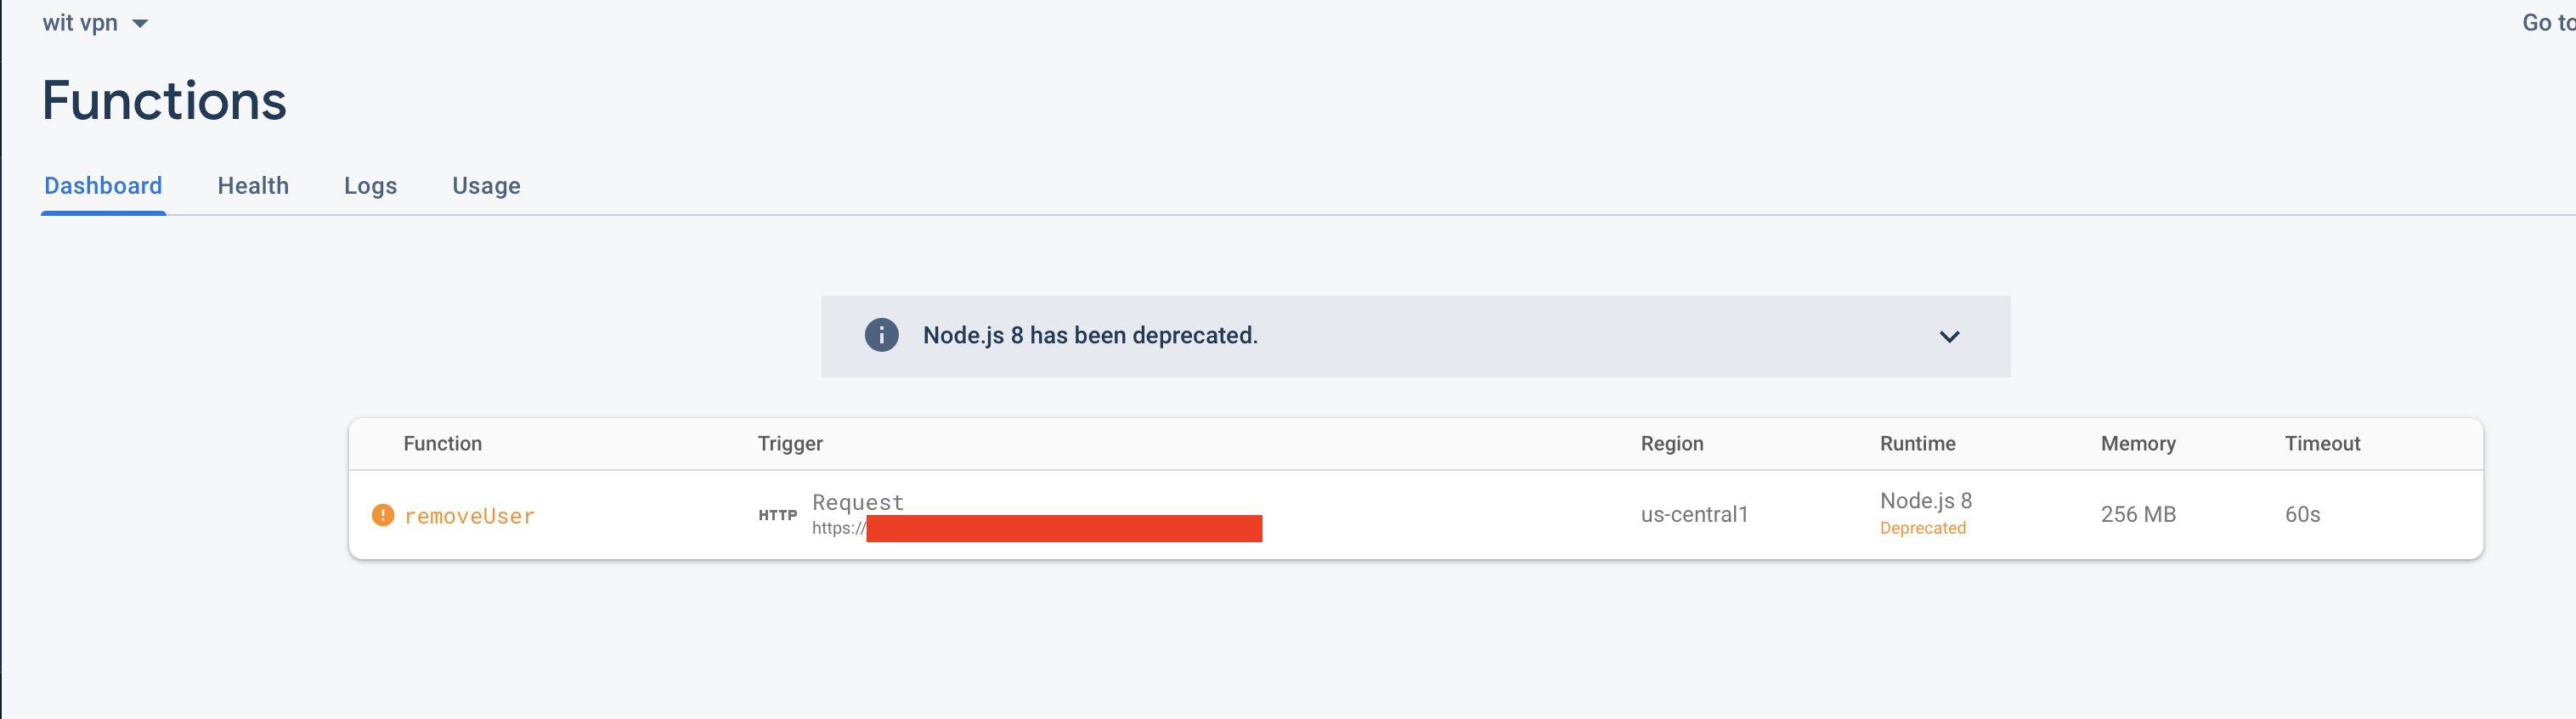 wit vpn
Go to
Functions
Dashboard Health Logs Usage
Node.js 8 has been deprecated.
Function Trigger Region Runtime Memory Timeout
removeUser HTTP Request us-central1 Node.js 8 256 MB 60s
https:// Deprecated